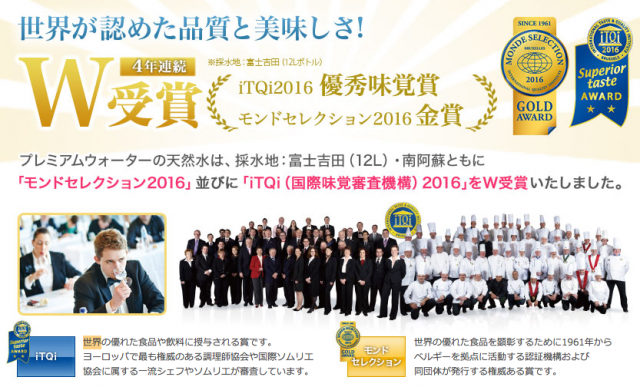 世界が認めた品質と美味しさ!
4年連続
W受賞
※採水地：富士吉田（12Lボトル）
iTQi2016 優秀味覚賞
モンドセレクション2016 金賞
SINCE 1961
MONDE SELECTION
BRUXELLES
2016
GOLD
AWARD
iTQi
2016
Superior
taste
AWARD
プレミアムウォーターの天然水は、採水地：富士吉田（12L）・南阿蘇ともに
「モンドセレクション2016」並びに「iTQi（国際味覚審査機構）2016」をW受賞いたしました。
iTQi
Superior
taste
AWARD
iTQi
世界の優れた食品や飲料に授与される賞です。
ヨーロッパで最も権威のある調理師協会や国際ソムリエ
協会に属する一流シェフやソムリエが審査しています。
GOLD
AWARD
モンド
セレクション
世界の優れた食品を顕彰するために1961年から
ベルギーを拠点に活動する認証機構および
同団体が発行する権威ある賞です。